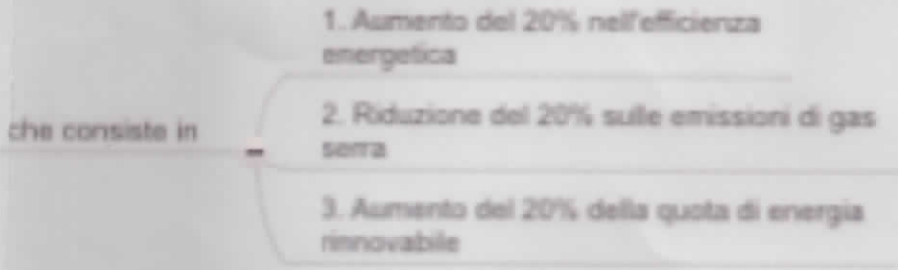 1. Aumento del 20% nell'efficienza
energetica
che consiste in
2. Riduzione del 20% sulle emissioni di gas
serra
3. Aumento del 20% della quota di energia
rinnovabile